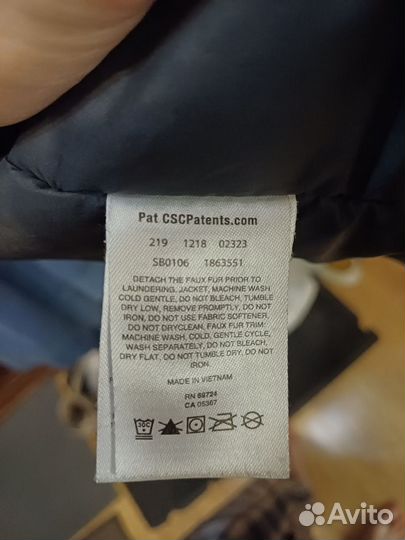 Pat CSCPatents.com
219 1218 02323
SB0106 1863551
DETACH THE FAUX FUR PRIOR TO
LAUNDERING. JACKET, MACHINE WASH
COLD GENTLE, DO NOT BLEACH, TUMBLE
DRY LOW, REMOVE PROMPTLY, DO NOT
IRON, DO NOT USE FABRIC SOFTENER,
DO NOT DRYCLEAN. FAUX FUR TRIM:
MACHINE WASH, COLD, GENTLE CYCLE,
WASH SEPARATELY, DO NOT BLEACH,
DRY FLAT, DO NOT TUMBLE DRY, DO NOT
IRON.
MADE IN VIETNAM
RN 69724
CA 05367
30C
Avito